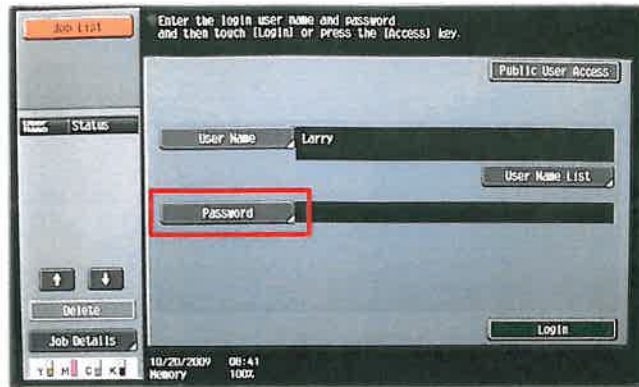 Job List
Enter the login user name and password
and then touch [Login] or press the [Access] key.
Public User Access
User Name
Status
User Name
Larry
User Name List
Password
Delete
Login
Job Details
Y M C K
10/20/2009 08:41
Memory 100%